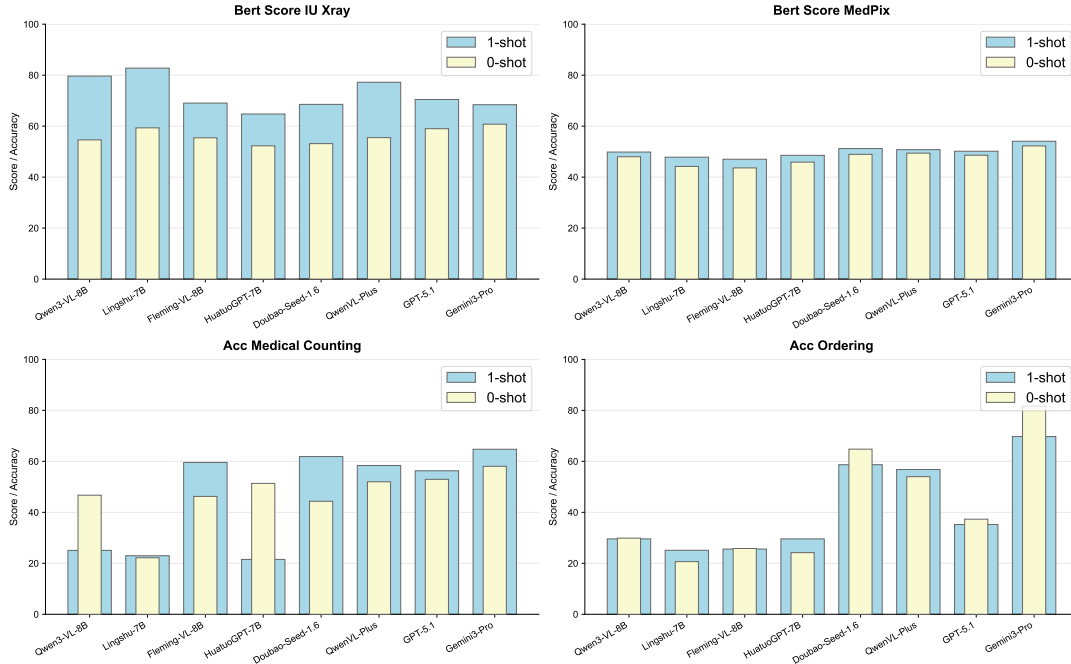 Bert Score IU Xray
Score / Accuracy
100
80
60
40
20
0
1-shot
0-shot
Qwen3-VL-8B
Lingshu-7B
Fleming-VL-8B
HuatuoGPT-7B
Doubao-Seed-1.6
QwenVL-Plus
GPT-5.1
Gemini3-Pro
Bert Score MedPix
Score / Accuracy
100
80
60
40
20
0
1-shot
0-shot
Qwen3-VL-8B
Lingshu-7B
Fleming-VL-8B
HuatuoGPT-7B
Doubao-Seed-1.6
QwenVL-Plus
GPT-5.1
Gemini3-Pro
Acc Medical Counting
Score / Accuracy
100
80
60
40
20
0
1-shot
0-shot
Qwen3-VL-8B
Lingshu-7B
Fleming-VL-8B
HuatuoGPT-7B
Doubao-Seed-1.6
QwenVL-Plus
GPT-5.1
Gemini3-Pro
Acc Ordering
Score / Accuracy
100
80
60
40
20
0
1-shot
0-shot
Qwen3-VL-8B
Lingshu-7B
Fleming-VL-8B
HuatuoGPT-7B
Doubao-Seed-1.6
QwenVL-Plus
GPT-5.1
Gemini3-Pro